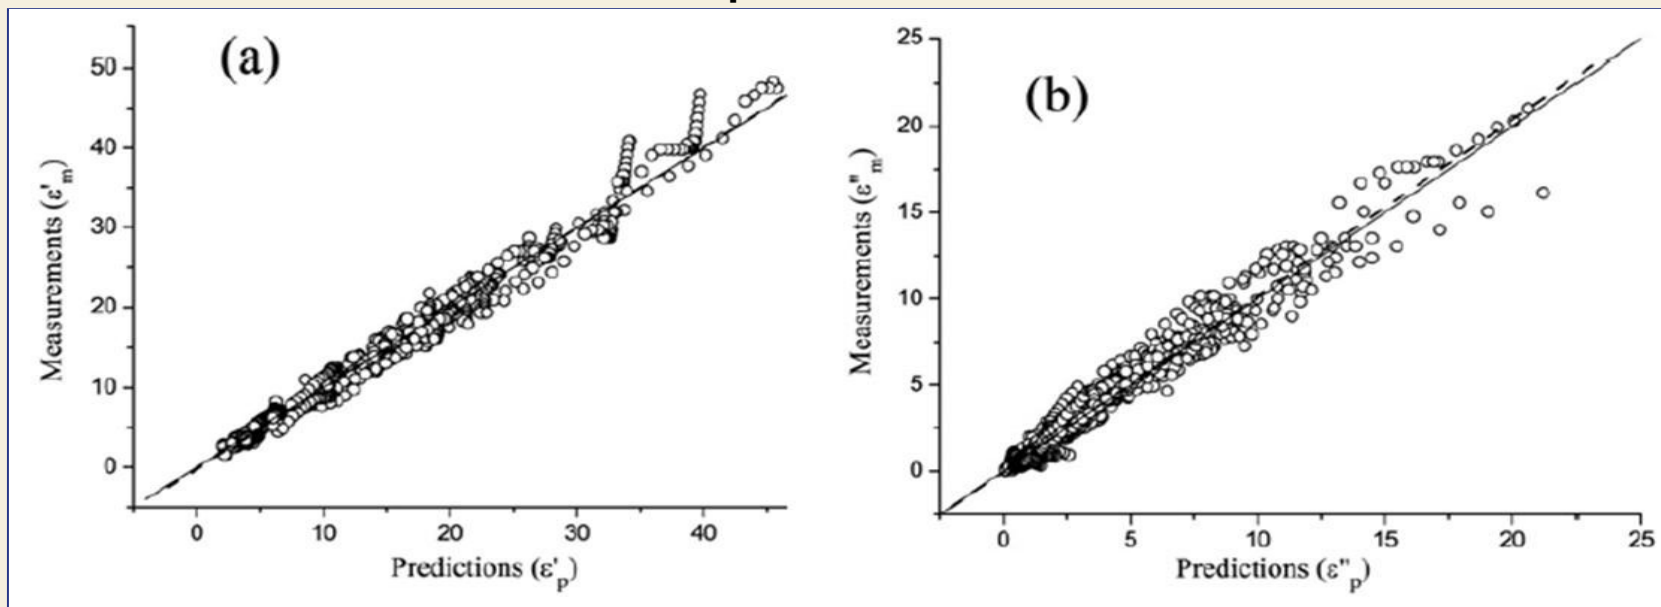 (a)
50
40
30
20
10
0
Measurements (ε'm)
0 10 20 30 40
Predictions (ε'p)
(b)
25
20
15
10
5
0
Measurements (ε"m)
0 5 10 15 20 25
Predictions (ε"p)